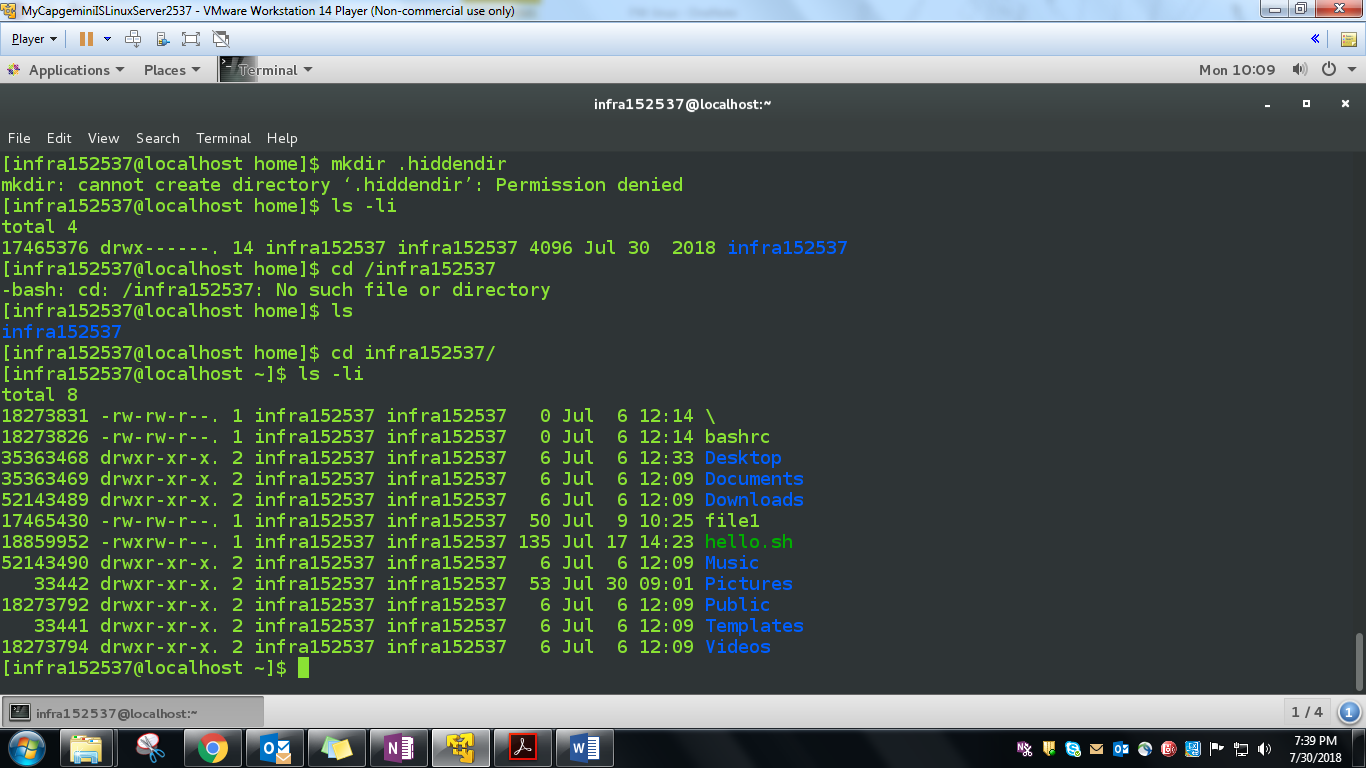 MyCapgeminiISLinuxServer2537 - VMware Workstation 14 Player (Non-commercial use only)
Player
Applications Places Terminal Mon 10:09
infra152537@localhost:~
File Edit View Search Terminal Help
[infra152537@localhost home]$ mkdir .hiddendir
mkdir: cannot create directory ‘.hiddendir’: Permission denied
[infra152537@localhost home]$ ls -li
total 4
17465376 drwx------. 14 infra152537 infra152537 4096 Jul 30  2018 infra152537
[infra152537@localhost home]$ cd /infra152537
-bash: cd: /infra152537: No such file or directory
[infra152537@localhost home]$ ls
infra152537
[infra152537@localhost home]$ cd infra152537/
[infra152537@localhost ~]$ ls -li
total 8
18273831 -rw-rw-r--. 1 infra152537 infra152537   0 Jul  6 12:14 \
18273826 -rw-rw-r--. 1 infra152537 infra152537   0 Jul  6 12:14 bashrc
35363468 drwxr-xr-x. 2 infra152537 infra152537   6 Jul  6 12:33 Desktop
35363469 drwxr-xr-x. 2 infra152537 infra152537   6 Jul  6 12:09 Documents
52143489 drwxr-xr-x. 2 infra152537 infra152537   6 Jul  6 12:09 Downloads
17465430 -rw-rw-r--. 1 infra152537 infra152537  50 Jul  9 10:25 file1
18859952 -rwxrw-r--. 1 infra152537 infra152537 135 Jul 17 14:23 hello.sh
52143490 drwxr-xr-x. 2 infra152537 infra152537   6 Jul  6 12:09 Music
   33442 drwxr-xr-x. 2 infra152537 infra152537  53 Jul 30 09:01 Pictures
18273792 drwxr-xr-x. 2 infra152537 infra152537   6 Jul  6 12:09 Public
   33441 drwxr-xr-x. 2 infra152537 infra152537   6 Jul  6 12:09 Templates
18273794 drwxr-xr-x. 2 infra152537 infra152537   6 Jul  6 12:09 Videos
[infra152537@localhost ~]$
infra152537@localhost:~ 1 / 4 1
7:39 PM
7/30/2018